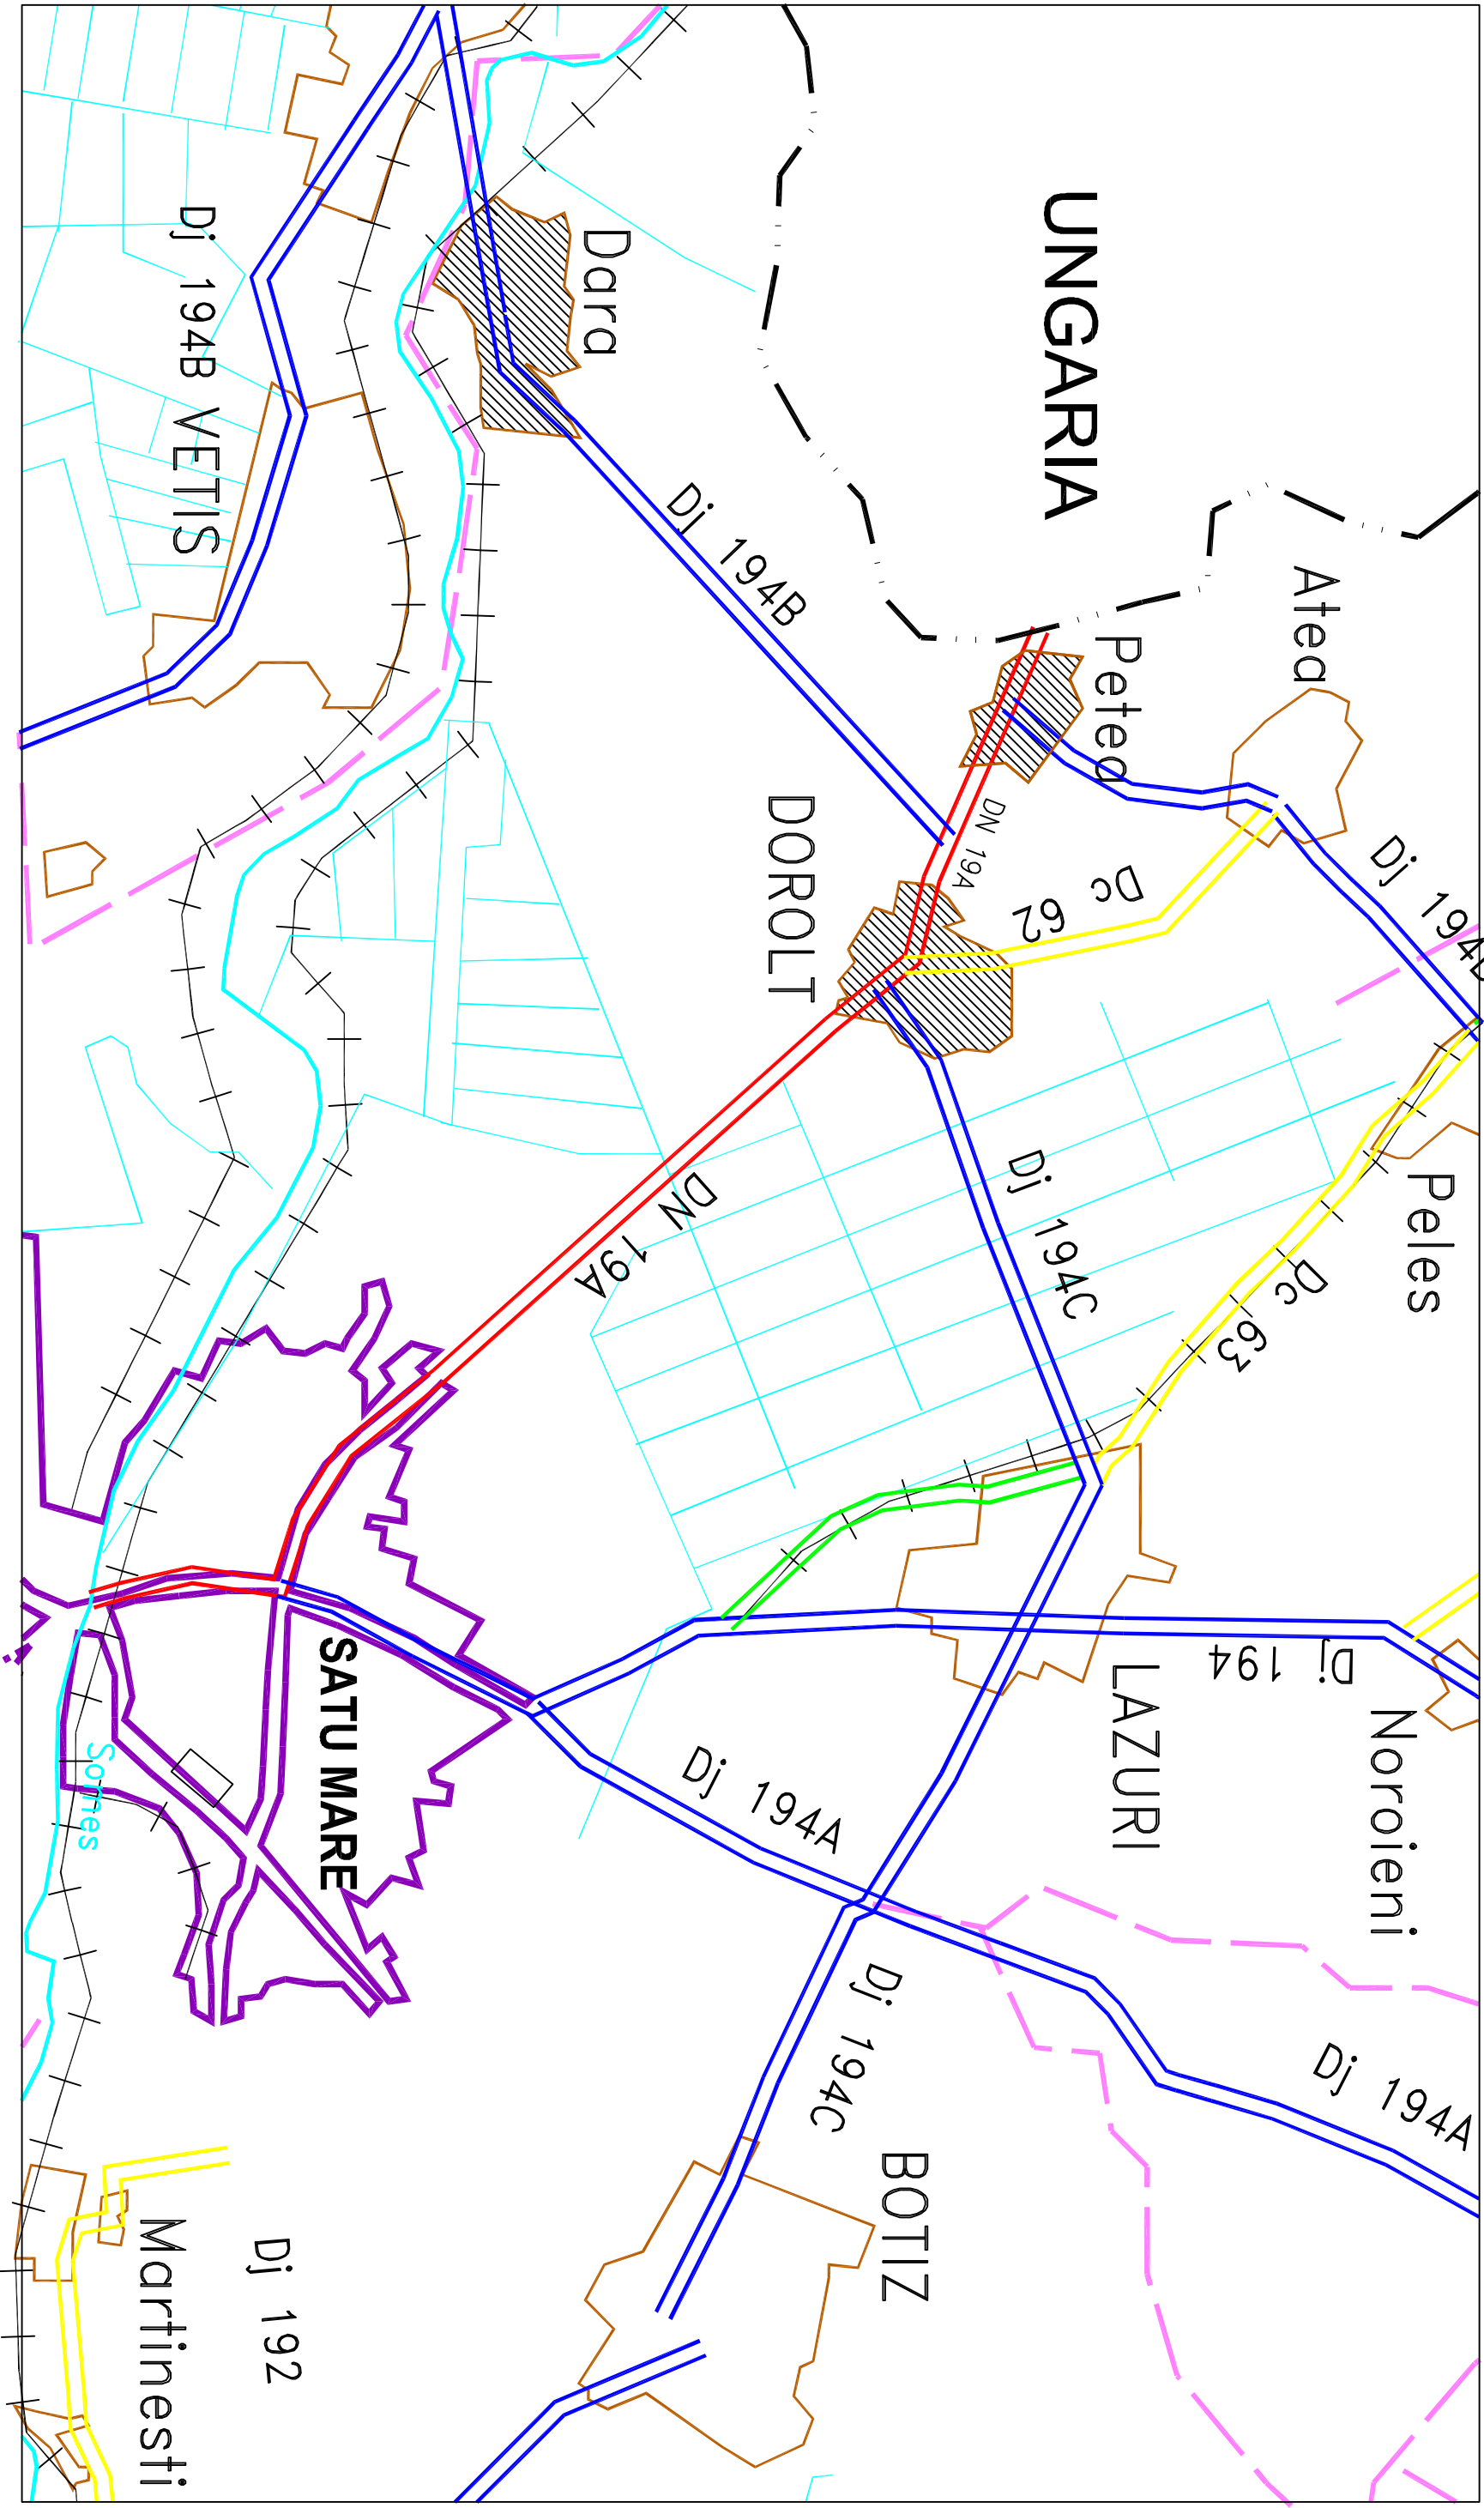 UNGARIA
Dara
Atea
Petea
Dj 194B
Dj 194B
VETIS
DN 19A
Dc 62
DOROLT
Dj 194D
Peles
Dj 194C
Dc 63
DN 19A
Dj 194
LAZURI
Noroieni
SATU MARE
Somes
Dj 194A
Dj 194C
Dj 194A
BOTIZ
Dj 192
Martinesti